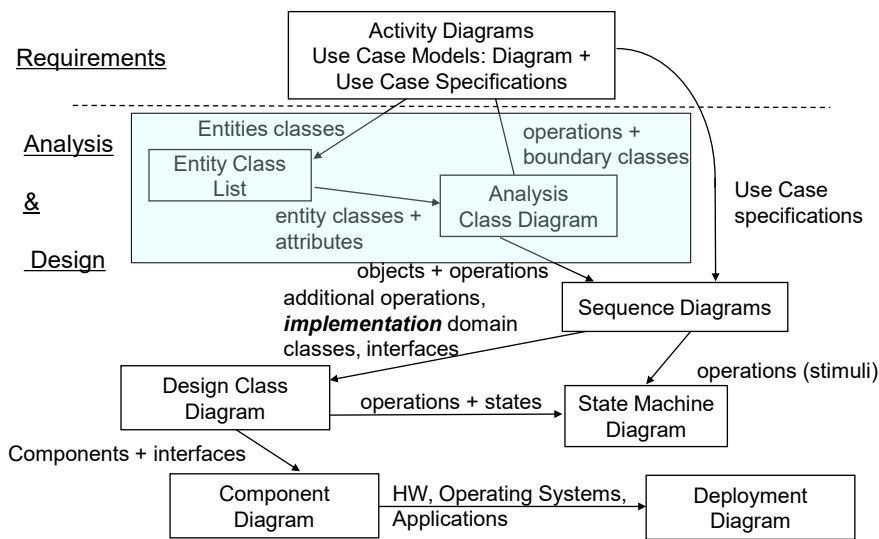 Activity Diagrams
Use Case Models: Diagram +
Use Case Specifications
Requirements
Analysis
&
Design
Entities classes
operations +
boundary classes
Entity Class
List
Analysis
Class Diagram
entity classes +
attributes
Use Case
specifications
objects + operations
additional operations,
implementation domain
classes, interfaces
Sequence Diagrams
operations (stimuli)
Design Class
Diagram
operations + states
State Machine
Diagram
Components + interfaces
Component
Diagram
HW, Operating Systems,
Applications
Deployment
Diagram